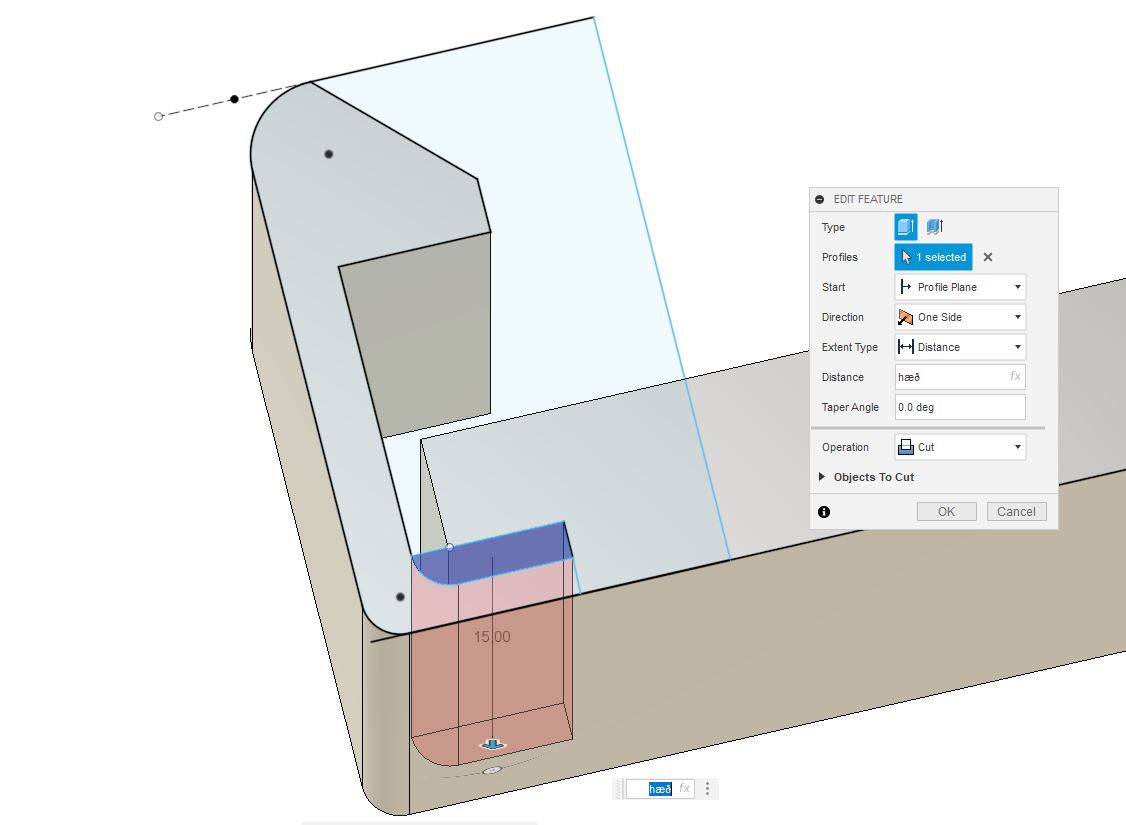 EDIT FEATURE
Type
Profiles 1 selected
Start Profile Plane
Direction One Side
Extent Type Distance
Distance hæð fx
Taper Angle 0.0 deg
Operation Cut
Objects To Cut
OK Cancel
15.00
hæð fx